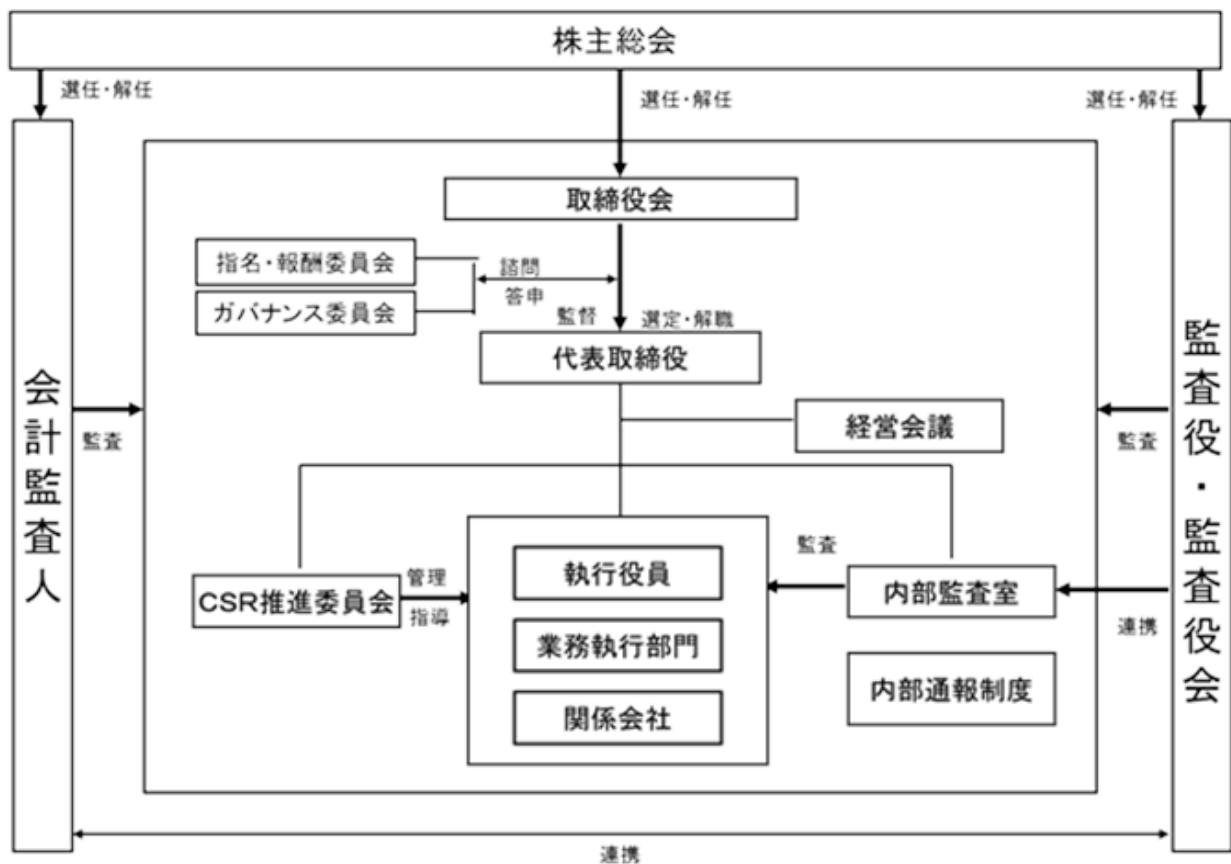 株主総会
選任・解任
選任・解任
選任・解任
取締役会
指名・報酬委員会
ガバナンス委員会
諮問
答申
監督
選定・解職
代表取締役
経営会議
会計監査人
監査
監査役・監査役会
監査
執行役員
業務執行部門
関係会社
CSR推進委員会
管理
指導
監査
内部監査室
連携
内部通報制度
連携